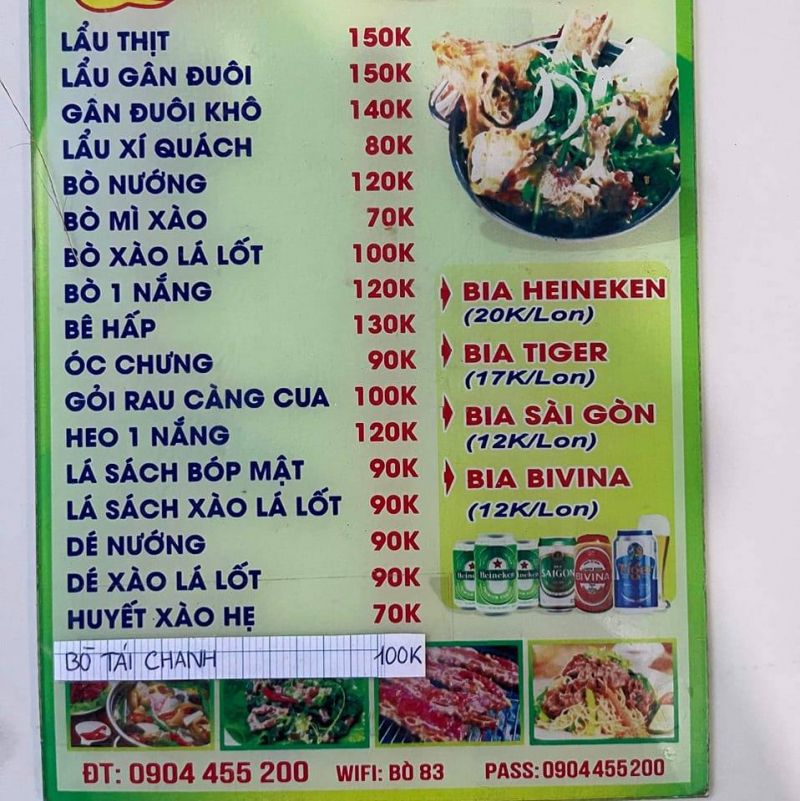 LẨU THỊT 150K
LẨU GÂN ĐUÔI 150K
GÂN ĐUÔI KHÔ 140K
LẨU XÍ QUÁCH 80K
BÒ NƯỚNG 120K
BÒ MÌ XÀO 70K
BÒ XÀO LÁ LỐT 100K
BÒ 1 NẮNG 120K
BÊ HẤP 130K
ÓC CHƯNG 90K
GỎI RAU CÀNG CUA 100K
HEO 1 NẮNG 120K
LÁ SÁCH BÓP MẬT 90K
LÁ SÁCH XÀO LÁ LỐT 90K
DÉ NƯỚNG 90K
DÉ XÀO LÁ LỐT 90K
HUYẾT XÀO HẸ 70K
BÒ TÁI CHANH 100K
BIA HEINEKEN
(20K/Lon)
BIA TIGER
(17K/Lon)
BIA SÀI GÒN
(12K/Lon)
BIA BIVINA
(12K/Lon)
Heineken
SAIGON
BIVINA
Tiger
ĐT: 0904 455 200 WIFI: BÒ 83 PASS: 0904455200